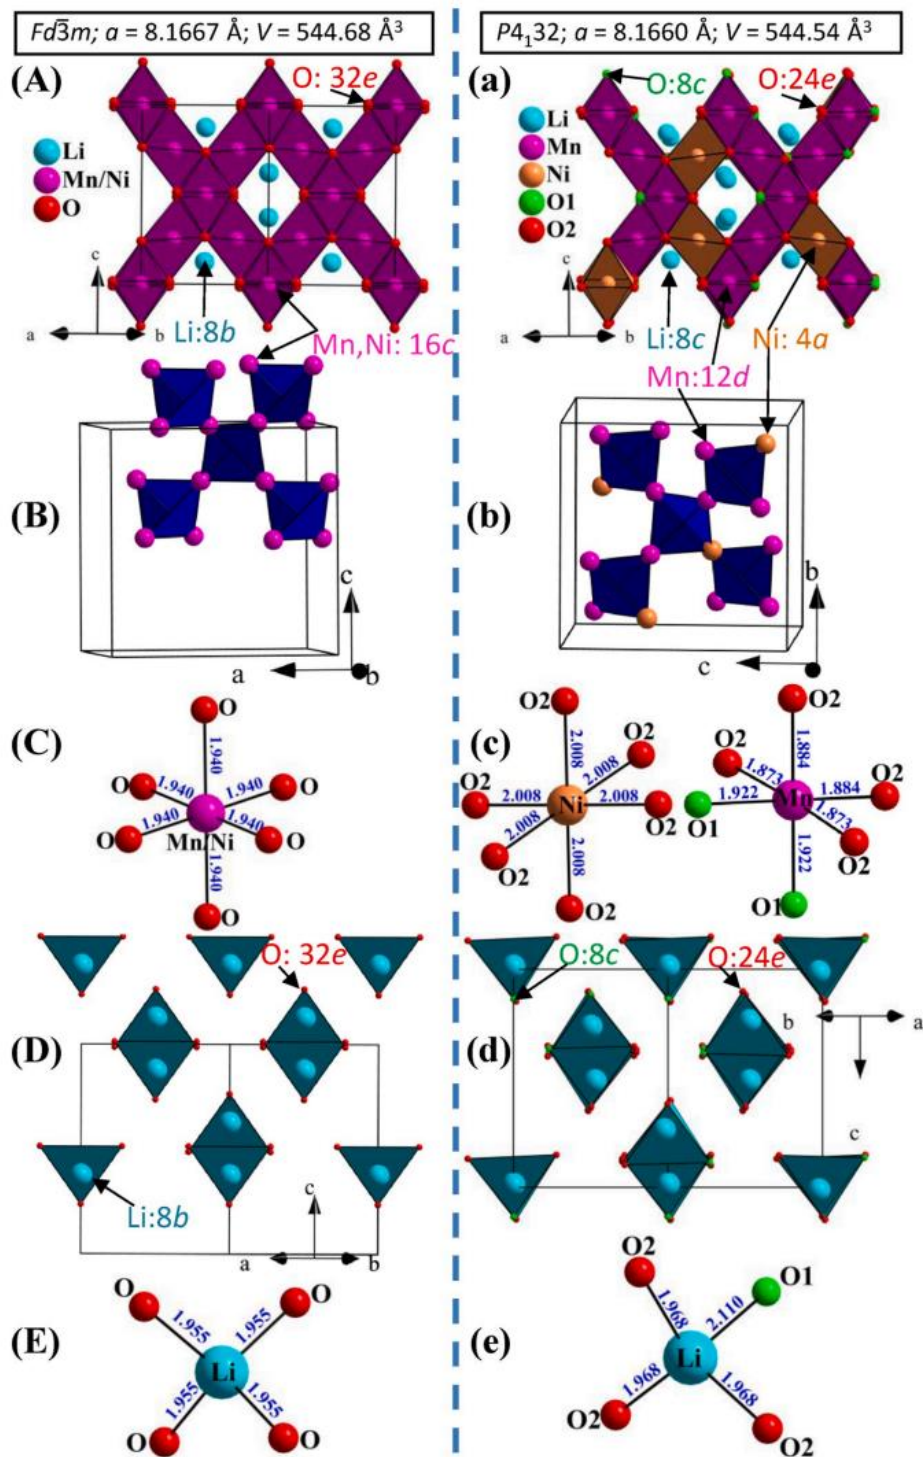 Fd3̅m; a = 8.1667 Å; V = 544.68 Å³
(A)
O: 32e
Li
Mn/Ni
O
c
a
b
Li:8b
Mn,Ni: 16c
(B)
c
a
b
(C)
O
O
O
O
O
O
1.940
1.940
1.940
1.940
1.940
1.940
Mn/Ni
O: 32e
(D)
Li:8b
c
a
b
(E)
O
O
O
O
1.955
1.955
1.955
1.955
Li
P4₁32; a = 8.1660 Å; V = 544.54 Å³
(a)
O:8c
O:24e
Li
Mn
Ni
O1
O2
c
a
b
Li:8c
Ni: 4a
Mn:12d
(b)
b
c
(c)
O2
O2
O2
O2
O2
O2
2.008
2.008
2.008
2.008
2.008
2.008
Ni
O2
O2
O2
O2
O1
O1
1.884
1.873
1.922
1.884
1.873
1.922
Mn
O:8c
O:24e
(d)
b
a
c
(e)
O2
O1
O2
O2
1.968
2.110
1.968
1.968
Li